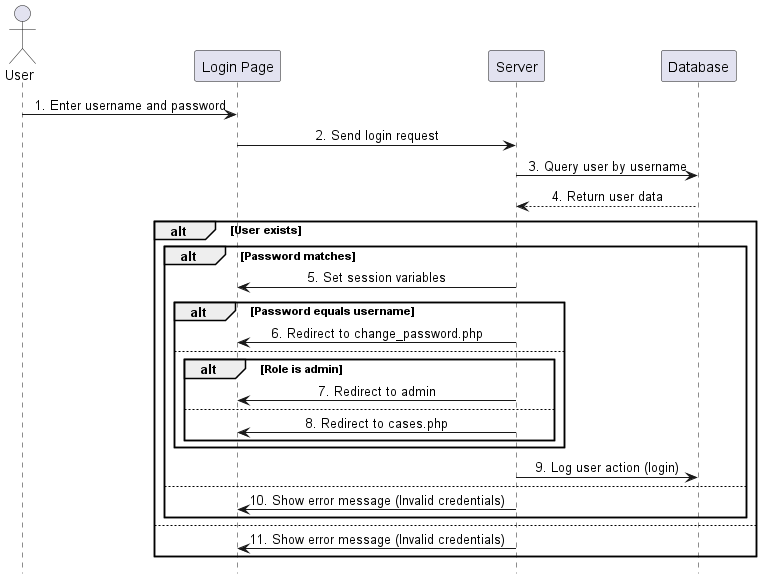 User
Login Page
Server
Database
1. Enter username and password
2. Send login request
3. Query user by username
4. Return user data
alt [User exists]
alt [Password matches]
5. Set session variables
alt [Password equals username]
6. Redirect to change_password.php
alt [Role is admin]
7. Redirect to admin
8. Redirect to cases.php
9. Log user action (login)
10. Show error message (Invalid credentials)
11. Show error message (Invalid credentials)